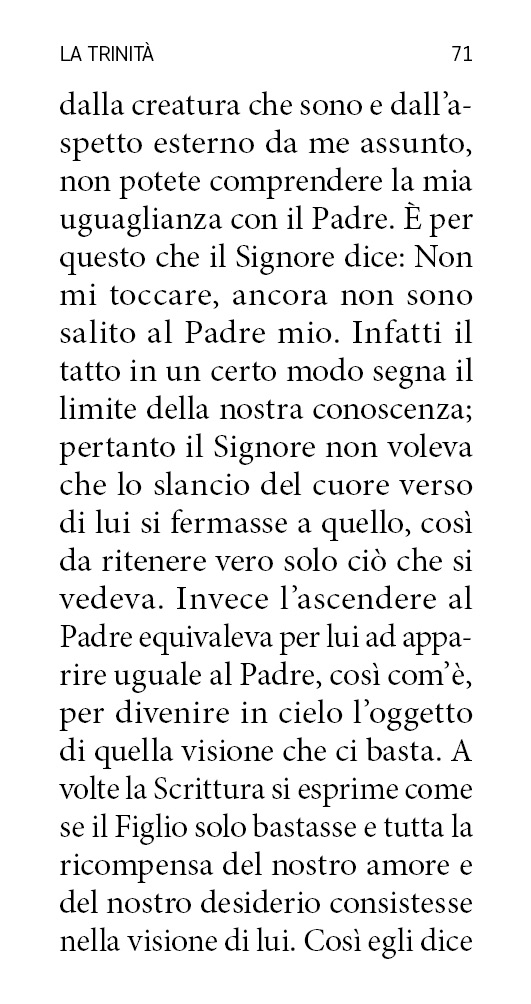 LA TRINITÀ 71
dalla creatura che sono e dall’a-
spetto esterno da me assunto,
non potete comprendere la mia
uguaglianza con il Padre. È per
questo che il Signore dice: Non
mi toccare, ancora non sono
salito al Padre mio. Infatti il
tatto in un certo modo segna il
limite della nostra conoscenza;
pertanto il Signore non voleva
che lo slancio del cuore verso
di lui si fermasse a quello, così
da ritenere vero solo ciò che si
vedeva. Invece l’ascendere al
Padre equivaleva per lui ad appa-
rire uguale al Padre, così com’è,
per divenire in cielo l’oggetto
di quella visione che ci basta. A
volte la Scrittura si esprime come
se il Figlio solo bastasse e tutta la
ricompensa del nostro amore e
del nostro desiderio consistesse
nella visione di lui. Così egli dice